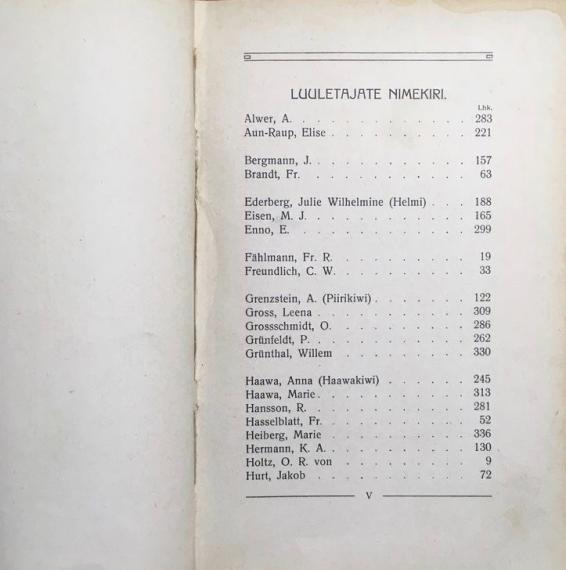 LUULETAJATE NIMEKIRI.
Lhk.
Alwer, A. . . . . . . . . . . . . 283
Aun-Raup, Elise . . . . . . . . . . 221
Bergmann, J. . . . . . . . . . . . 157
Brandt, Fr. . . . . . . . . . . . 63
Ederberg, Julie Wilhelmine (Helmi) . . . 188
Eisen, M. J. . . . . . . . . . . . 165
Enno, E. . . . . . . . . . . . . 299
Fählmann, Fr. R. . . . . . . . . . 19
Freundlich, C. W. . . . . . . . . . 33
Grenzstein, A. (Piirikiwi) . . . . . . . 122
Gross, Leena . . . . . . . . . . . 309
Grossschmidt, O. . . . . . . . . . . 286
Grünfeldt, P. . . . . . . . . . . . 262
Grünthal, Willem . . . . . . . . . 330
Haawa, Anna (Haawakiwi) . . . . . . 245
Haawa, Marie . . . . . . . . . . . 313
Hansson, R. . . . . . . . . . . . 281
Hasselblatt, Fr. . . . . . . . . . . 52
Heiberg, Marie . . . . . . . . . . 336
Hermann, K. A. . . . . . . . . . . 130
Holtz, O. R. von . . . . . . . . . 9
Hurt, Jakob . . . . . . . . . . . 72
V